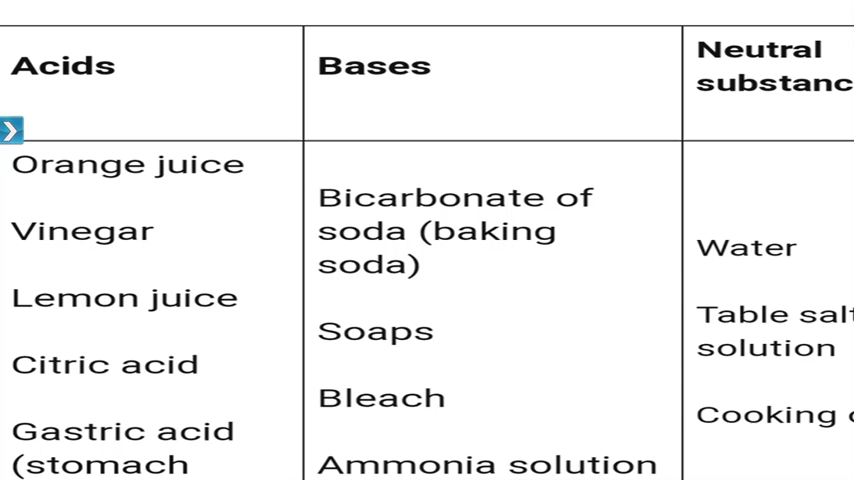 Acids
Bases
Neutral
substanc
Orange juice
Vinegar
Lemon juice
Citric acid
Gastric acid
(stomach
Bicarbonate of
soda (baking
soda)
Soaps
Bleach
Ammonia solution
Water
Table salt
solution
Cooking